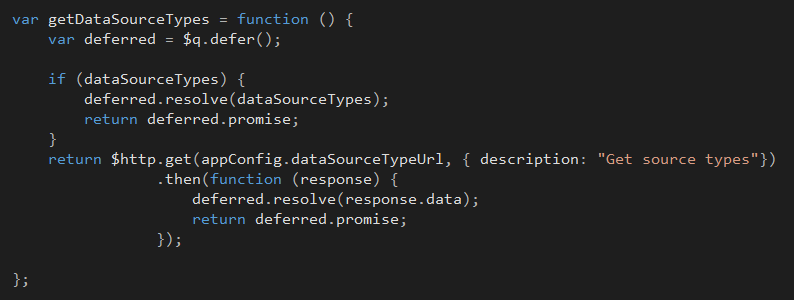 var getDataSourceTypes = function () {
    var deferred = $q.defer();

    if (dataSourceTypes) {
        deferred.resolve(dataSourceTypes);
        return deferred.promise;
    }
    return $http.get(appConfig.dataSourceTypeUrl, { description: "Get source types"})
                .then(function (response) {
                    deferred.resolve(response.data);
                    return deferred.promise;
                });

};